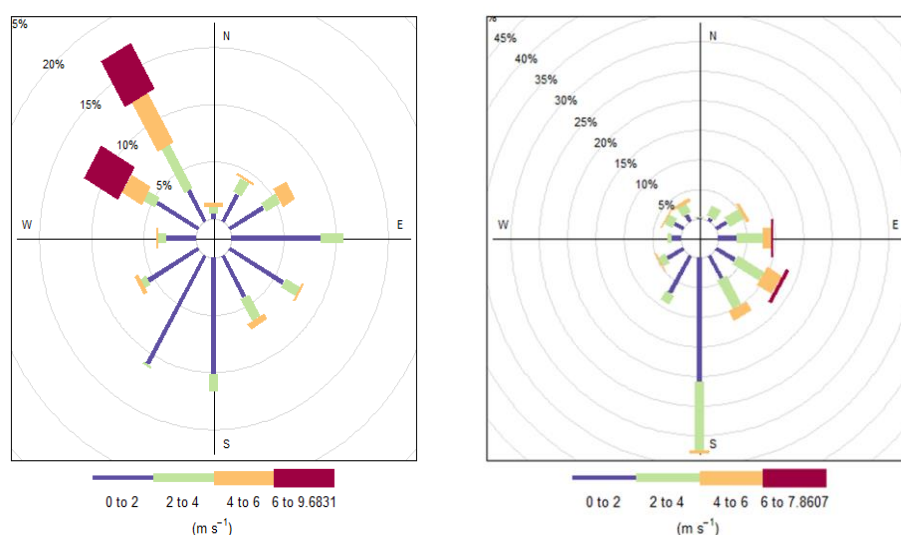 5%
20%
15%
10%
5%
N
W
E
S
0 to 2
2 to 4
4 to 6
6 to 9.6831
(m s⁻¹)
%
45%
40%
35%
30%
25%
20%
15%
10%
5%
N
W
E
S
0 to 2
2 to 4
4 to 6
6 to 7.8607
(m s⁻¹)